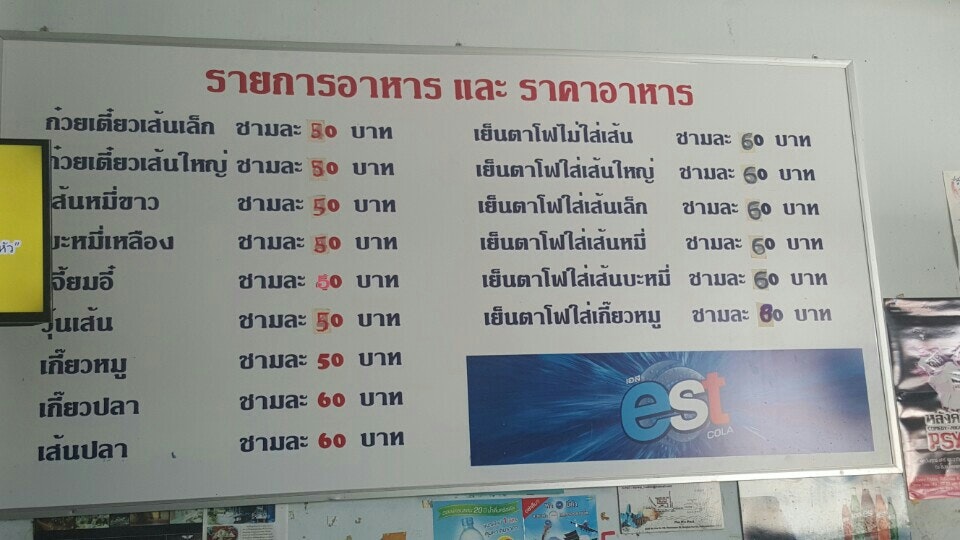 รายการอาหาร และ ราคาอาหาร
ก๋วยเตี๋ยวเส้นเล็ก ชามละ 50 บาท
ก๋วยเตี๋ยวเส้นใหญ่ ชามละ 50 บาท
เส้นหมี่ขาว ชามละ 50 บาท
บะหมี่เหลือง ชามละ 50 บาท
เจี้ยมอี๋ ชามละ 50 บาท
วุ้นเส้น ชามละ 50 บาท
เกี๊ยวหมู ชามละ 50 บาท
เกี๊ยวปลา ชามละ 60 บาท
เส้นปลา ชามละ 60 บาท
เย็นตาโฟไม่ใส่เส้น ชามละ 60 บาท
เย็นตาโฟใส่เส้นใหญ่ ชามละ 60 บาท
เย็นตาโฟใส่เส้นเล็ก ชามละ 60 บาท
เย็นตาโฟใส่เส้นหมี่ ชามละ 60 บาท
เย็นตาโฟใส่เส้นบะหมี่ ชามละ 60 บาท
เย็นตาโฟใส่เกี๊ยวหมู ชามละ 60 บาท
เอส
est
COLA
หัว"
PSY